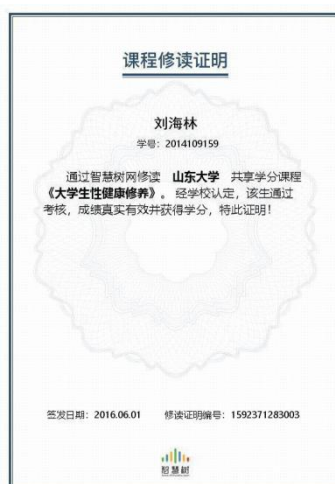 课程修读证明
刘海林
学号：2014109159
通过智慧树网修读 山东大学 共享学分课程
《大学生性健康修养》。经学校认定，该生通过
考核，成绩真实有效并获得学分，特此证明！
签发日期：2016.06.01 修读证明编号：1592371283003
智慧树